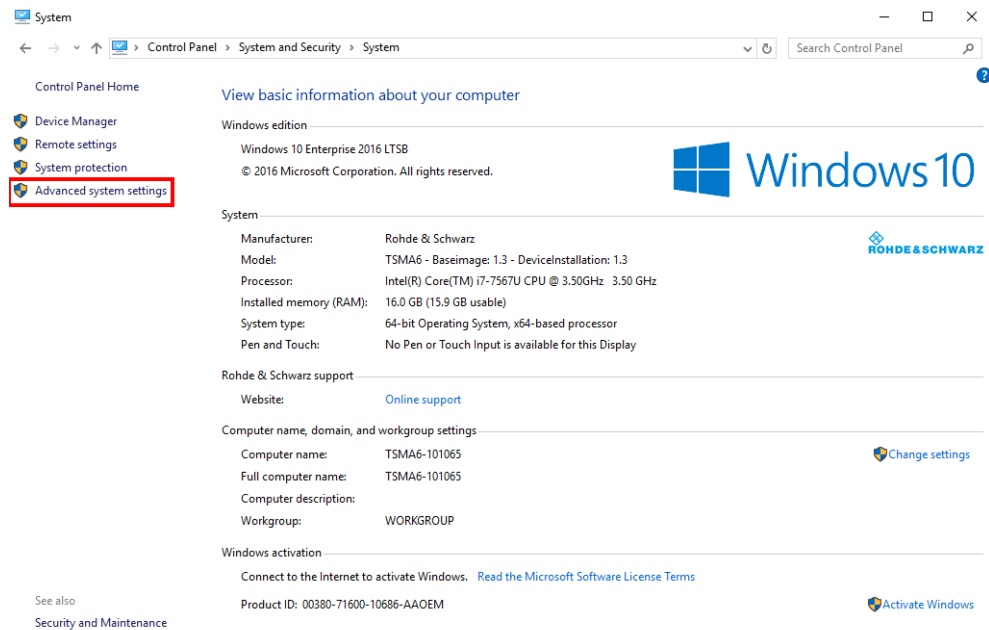 System
Control Panel › System and Security › System
Search Control Panel
?
Control Panel Home
Device Manager
Remote settings
System protection
Advanced system settings
View basic information about your computer
Windows edition
Windows 10 Enterprise 2016 LTSB
© 2016 Microsoft Corporation. All rights reserved.
Windows 10
System
Manufacturer: Rohde & Schwarz
Model: TSMA6 - Baseimage: 1.3 - DeviceInstallation: 1.3
Processor: Intel(R) Core(TM) i7-7567U CPU @ 3.50GHz 3.50 GHz
Installed memory (RAM): 16.0 GB (15.9 GB usable)
System type: 64-bit Operating System, x64-based processor
Pen and Touch: No Pen or Touch Input is available for this Display
ROHDE&SCHWARZ
Rohde & Schwarz support
Website: Online support
Computer name, domain, and workgroup settings
Computer name: TSMA6-101065
Full computer name: TSMA6-101065
Computer description:
Workgroup: WORKGROUP
Change settings
Windows activation
Connect to the Internet to activate Windows. Read the Microsoft Software License Terms
Product ID: 00380-71600-10686-AAOEM
Activate Windows
See also
Security and Maintenance